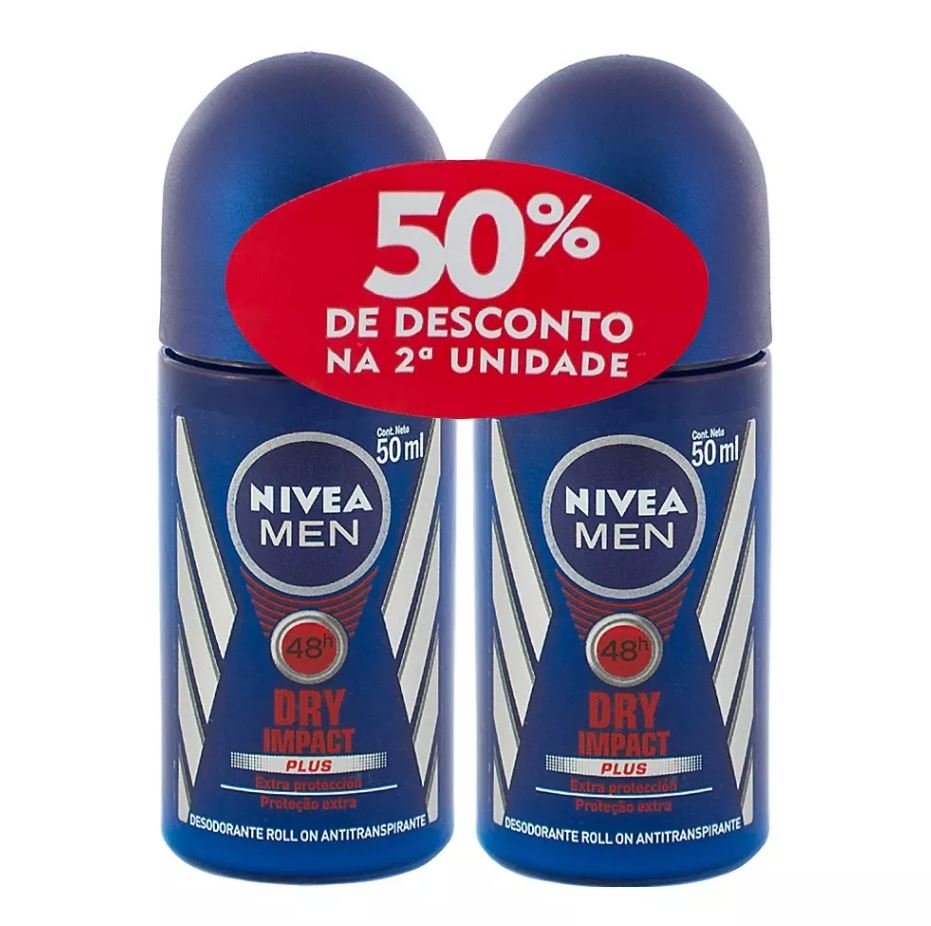 50%
DE DESCONTO
NA 2ª UNIDADE
Cont. Neto
50 ml
NIVEA
MEN
48h
DRY
IMPACT
PLUS
Extra protección
Proteção extra
DESODORANTE ROLL ON ANTITRANSPIRANTE
Cont. Neto
50 ml
NIVEA
MEN
48h
DRY
IMPACT
PLUS
Extra protección
Proteção extra
DESODORANTE ROLL ON ANTITRANSPIRANTE